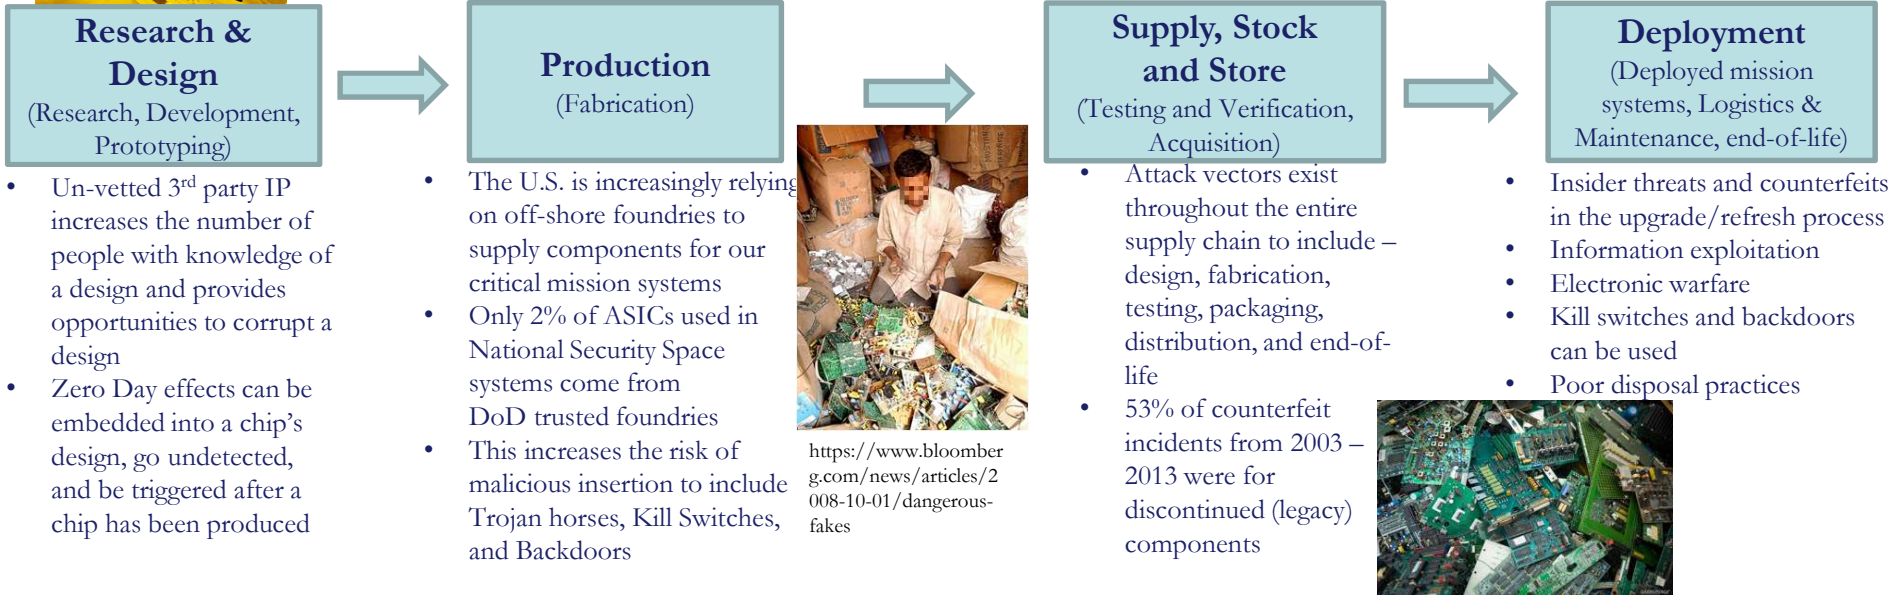 Research &
Design
(Research, Development,
Prototyping)
• Un-vetted 3rd party IP
increases the number of
people with knowledge of
a design and provides
opportunities to corrupt a
design
• Zero Day effects can be
embedded into a chip’s
design, go undetected,
and be triggered after a
chip has been produced
Production
(Fabrication)
• The U.S. is increasingly relying
on off-shore foundries to
supply components for our
critical mission systems
• Only 2% of ASICs used in
National Security Space
systems come from
DoD trusted foundries
• This increases the risk of
malicious insertion to include
Trojan horses, Kill Switches,
and Backdoors
https://www.bloomber
g.com/news/articles/2
008-10-01/dangerous-
fakes
Supply, Stock
and Store
(Testing and Verification,
Acquisition)
• Attack vectors exist
throughout the entire
supply chain to include –
design, fabrication,
testing, packaging,
distribution, and end-of-
life
• 53% of counterfeit
incidents from 2003 –
2013 were for
discontinued (legacy)
components
Deployment
(Deployed mission
systems, Logistics &
Maintenance, end-of-life)
• Insider threats and counterfeits
in the upgrade/refresh process
• Information exploitation
• Electronic warfare
• Kill switches and backdoors
can be used
• Poor disposal practices